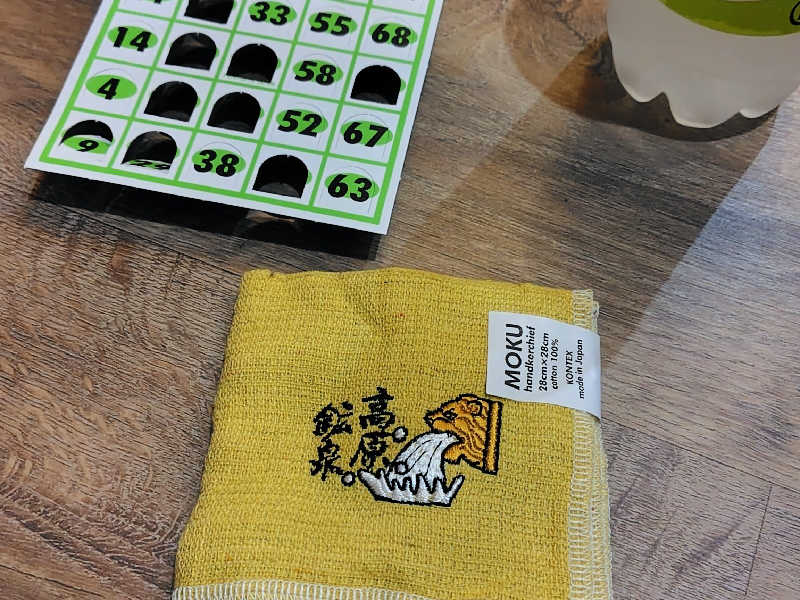 33 55 68
14
58
4
52 67
9 38 63
MOKU
handkerchief
28cm×28cm
cotton 100%
KONTEX
made in Japan
高原
鉱泉